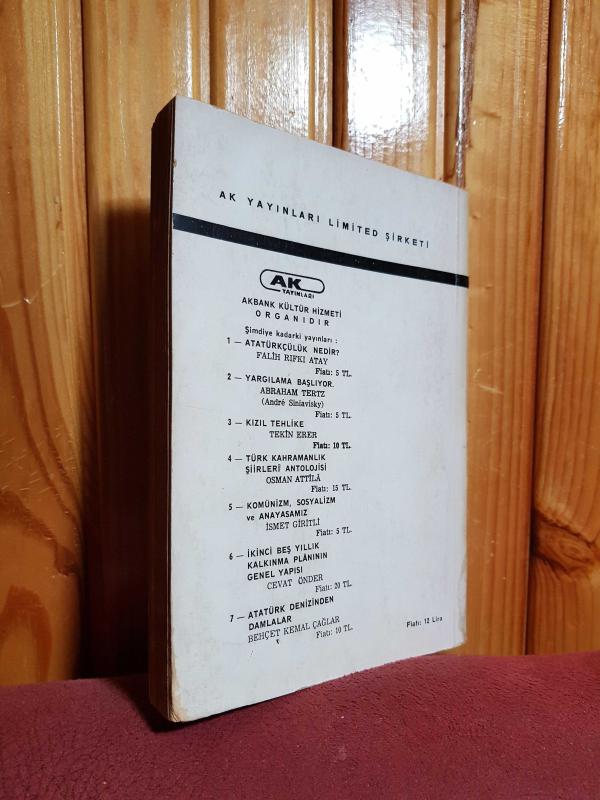 AK YAYINLARI LİMİTED ŞİRKETİ
AK
YAYINLARI
AKBANK KÜLTÜR HİZMETİ
ORGANIDIR
Şimdiye kadarki yayınları :
1 — ATATÜRKÇÜLÜK NEDİR?
FALİH RIFKI ATAY
Fiatı: 5 TL.
2 — YARGILAMA BAŞLIYOR.
ABRAHAM TERTZ
(André Siniavisky)
Fiatı: 5 TL.
3 — KIZIL TEHLİKE
TEKİN ERER
Fiatı: 10 TL.
4 — TÜRK KAHRAMANLIK
ŞİİRLERİ ANTOLOJİSİ
OSMAN ATTİLÂ
Fiatı: 15 TL.
5 — KOMÜNİZM, SOSYALİZM
ve ANAYASAMIZ
İSMET GİRİTLİ
Fiatı: 5 TL.
6 — İKİNCİ BEŞ YILLIK
KALKINMA PLÂNININ
GENEL YAPISI
CEVAT ÖNDER
Fiatı: 20 TL.
7 — ATATÜRK DENİZİNDEN
DAMLALAR
BEHÇET KEMAL ÇAĞLAR
Fiatı: 10 TL.
Fiatı: 12 Lira